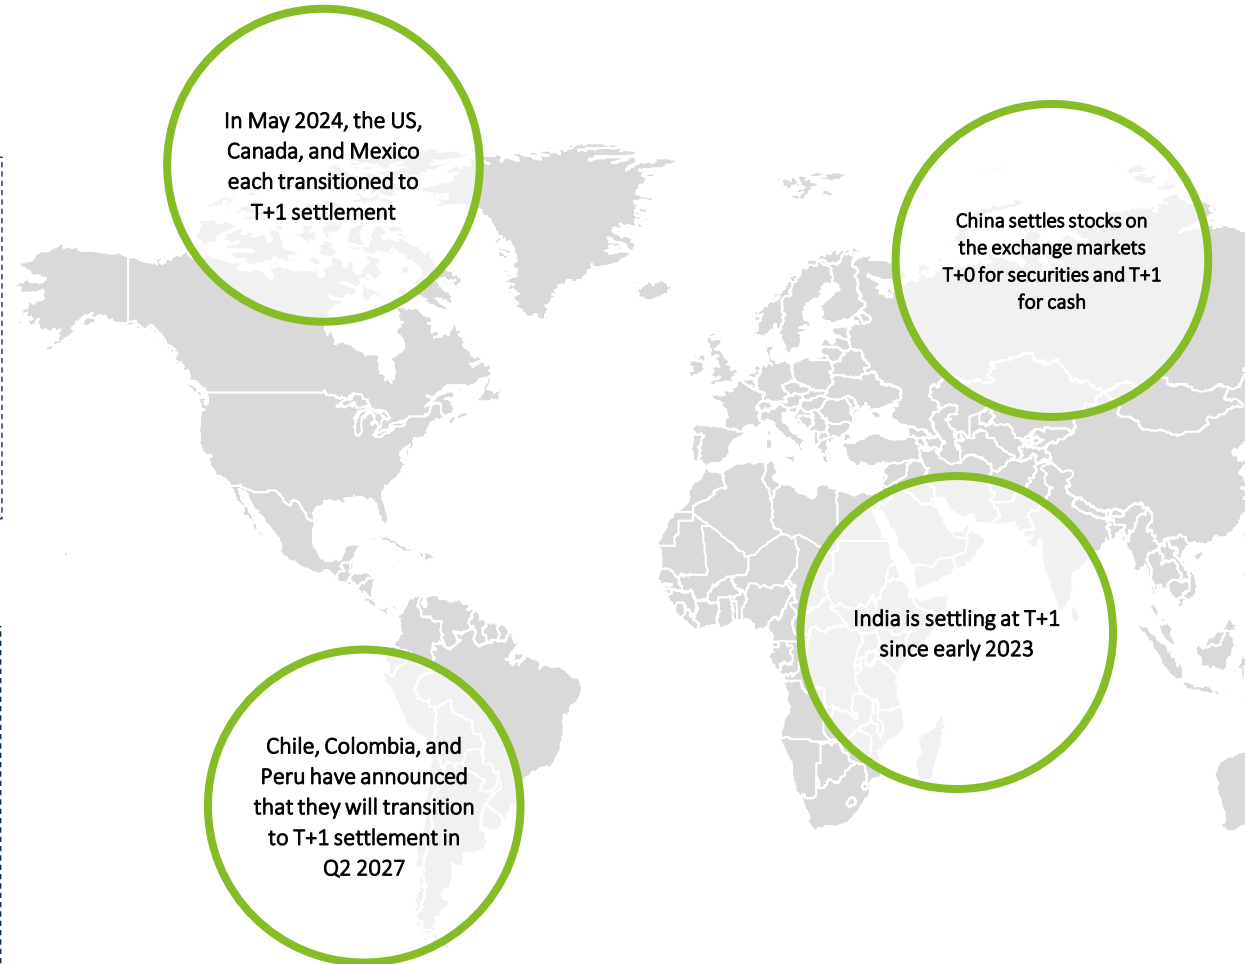 In May 2024, the US,
Canada, and Mexico
each transitioned to
T+1 settlement
China settles stocks on
the exchange markets
T+0 for securities and T+1
for cash
India is settling at T+1
since early 2023
Chile, Colombia, and
Peru have announced
that they will transition
to T+1 settlement in
Q2 2027